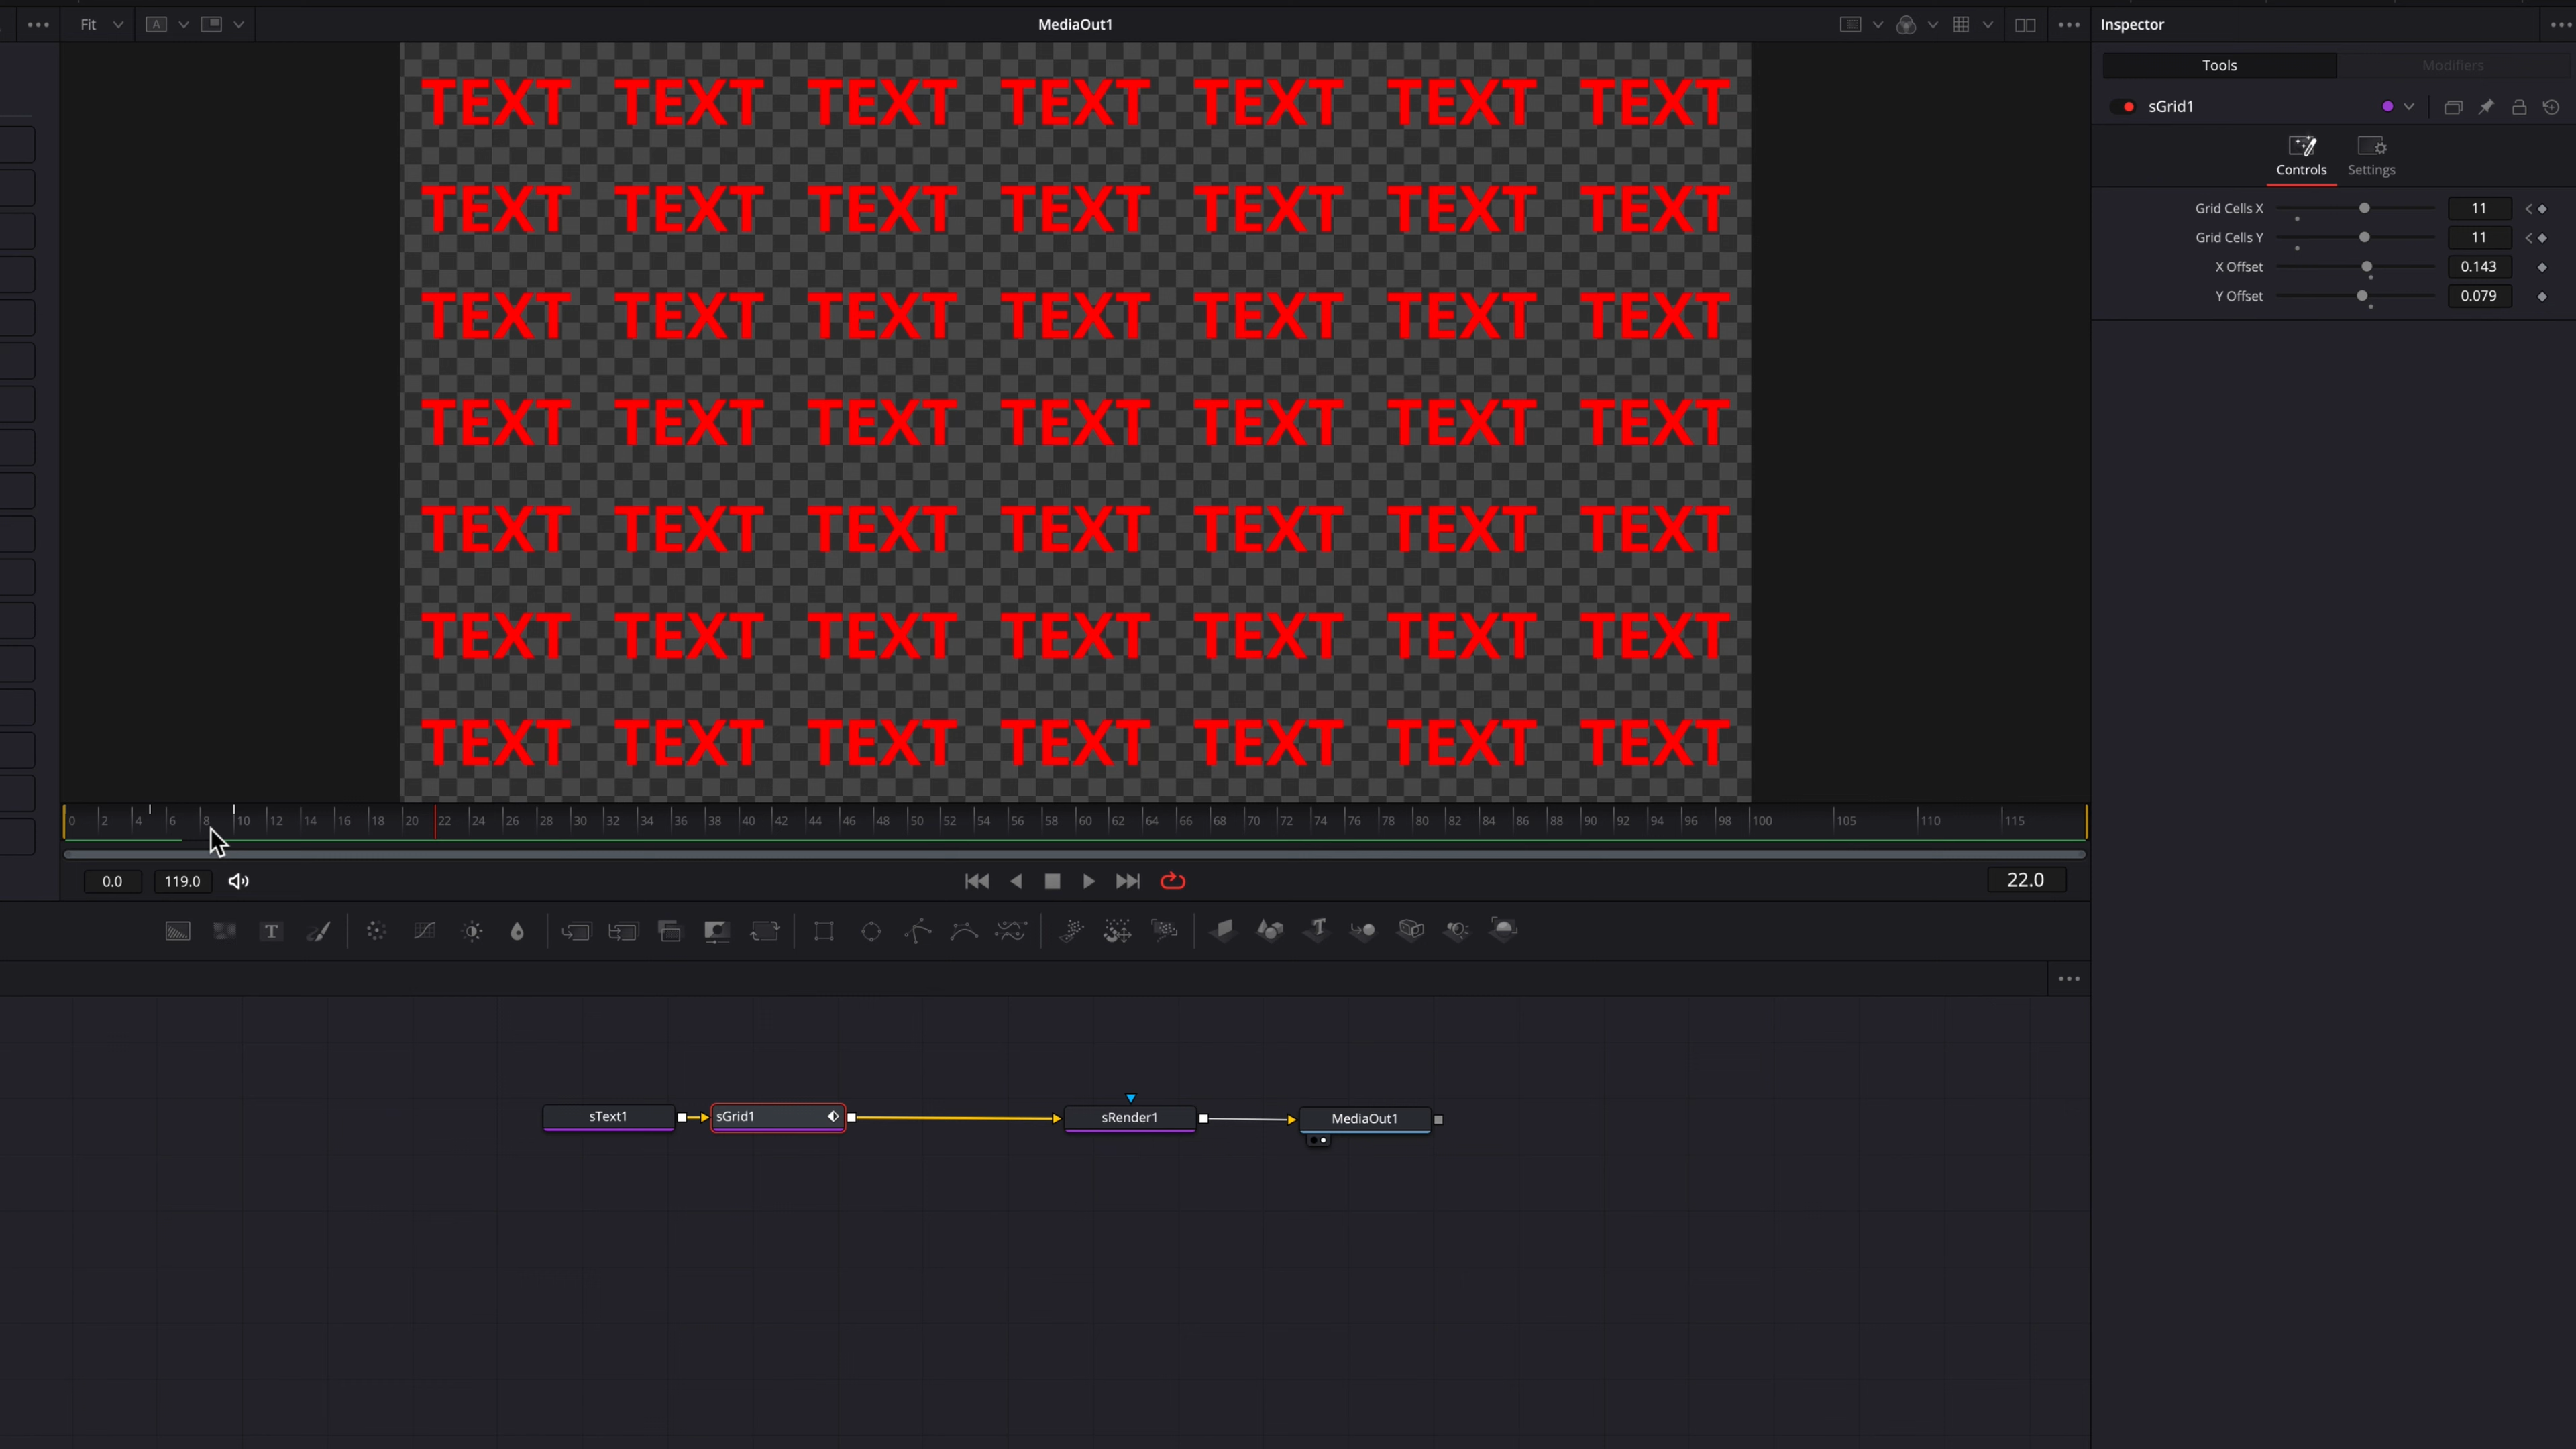 Fit A MediaOut1 Inspector
Tools Modifiers
sGrid1
Controls Settings
Grid Cells X 11
Grid Cells Y 11
X Offset 0.143
Y Offset 0.079
TEXT TEXT TEXT TEXT TEXT TEXT TEXT
TEXT TEXT TEXT TEXT TEXT TEXT TEXT
TEXT TEXT TEXT TEXT TEXT TEXT TEXT
TEXT TEXT TEXT TEXT TEXT TEXT TEXT
TEXT TEXT TEXT TEXT TEXT TEXT TEXT
TEXT TEXT TEXT TEXT TEXT TEXT TEXT
TEXT TEXT TEXT TEXT TEXT TEXT TEXT
0 2 4 6 8 10 12 14 16 18 20 22 24 26 28 30 32 34 36 38 40 42 44 46 48 50 52 54 56 58 60 62 64 66 68 70 72 74 76 78 80 82 84 86 88 90 92 94 96 98 100 105 110 115
0.0 119.0 22.0
T T
sText1 sGrid1 sRender1 MediaOut1